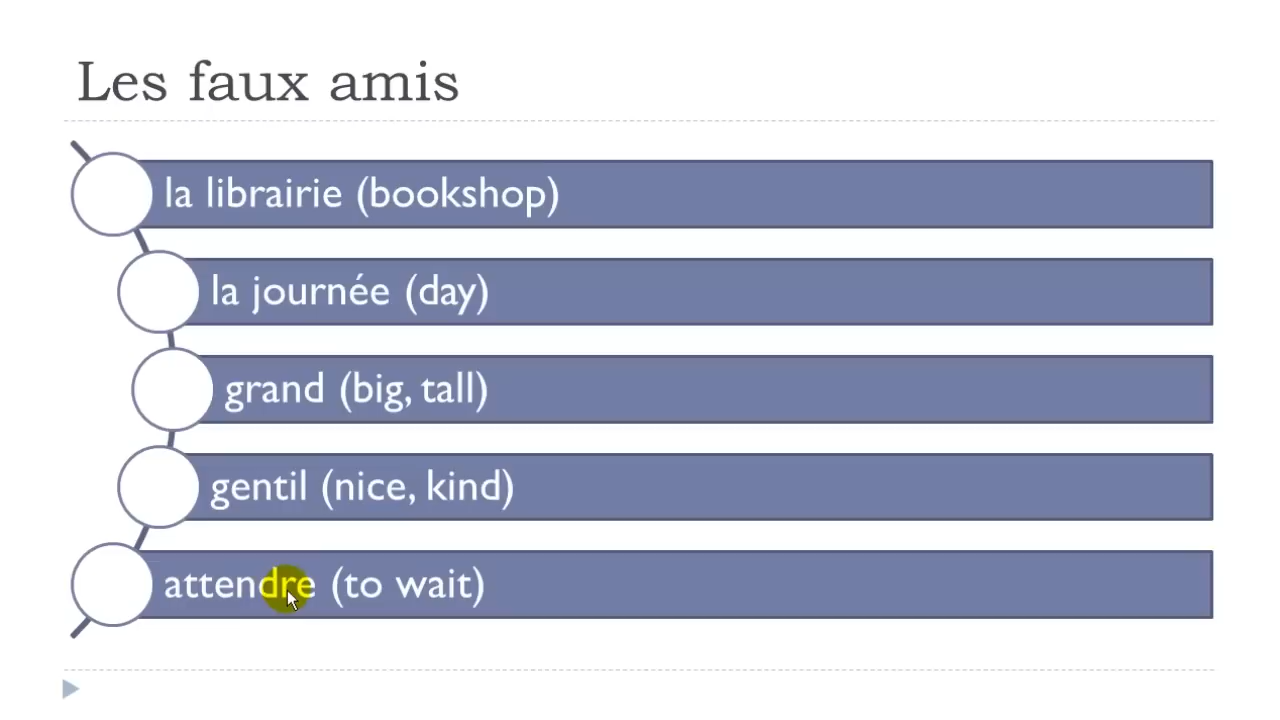 Les faux amis
la librairie (bookshop)
la journée (day)
grand (big, tall)
gentil (nice, kind)
attendre (to wait)